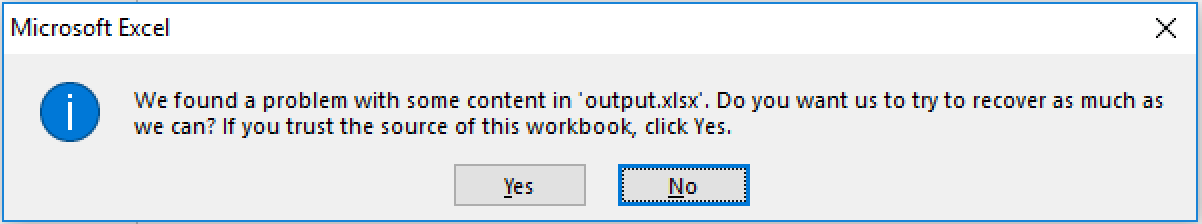 Microsoft Excel
We found a problem with some content in 'output.xlsx'. Do you want us to try to recover as much as
we can? If you trust the source of this workbook, click Yes.
Yes
No